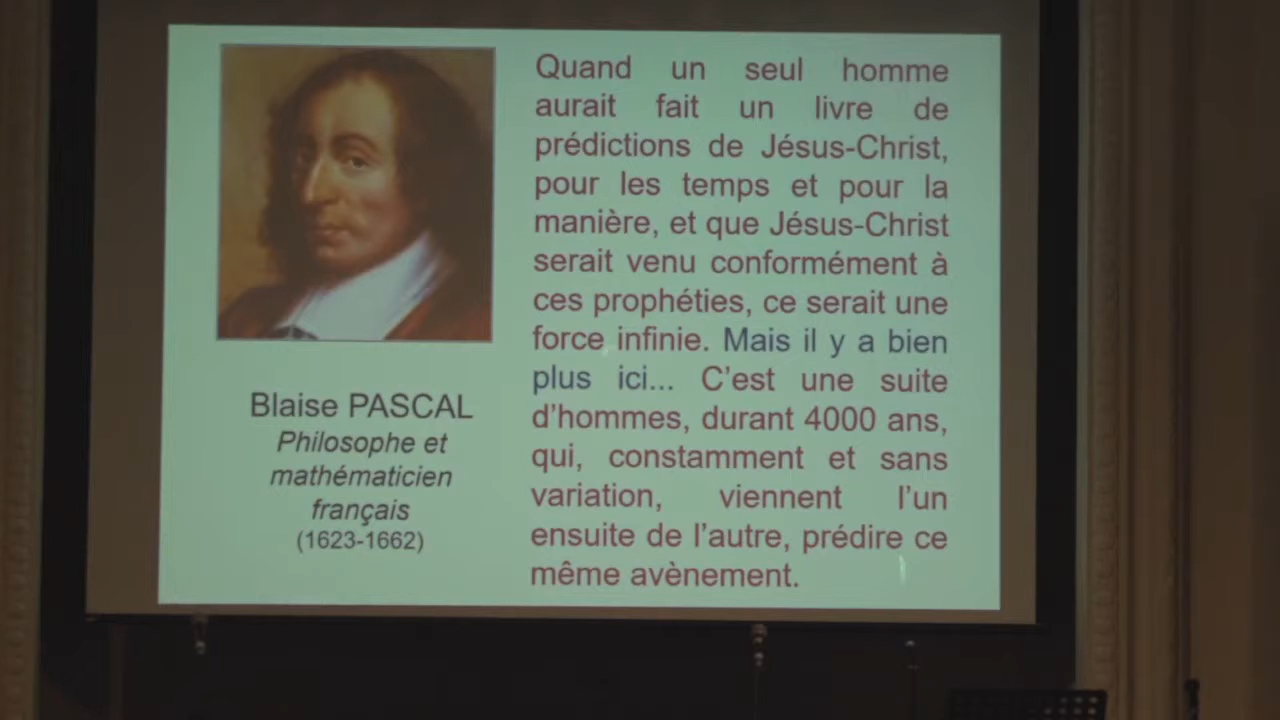 Quand un seul homme
aurait fait un livre de
prédictions de Jésus-Christ,
pour les temps et pour la
manière, et que Jésus-Christ
serait venu conformément à
ces prophéties, ce serait une
force infinie. Mais il y a bien
plus ici... C'est une suite
d'hommes, durant 4000 ans,
qui, constamment et sans
variation, viennent l'un
ensuite de l'autre, prédire ce
même avènement.
Blaise PASCAL
Philosophe et
mathématicien
français
(1623-1662)